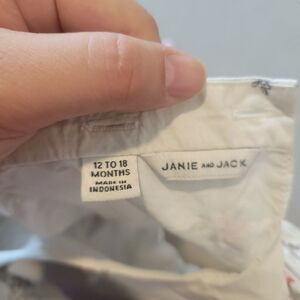 12 TO 18
MONTHS
MADE IN
INDONESIA
JANIE AND JACK